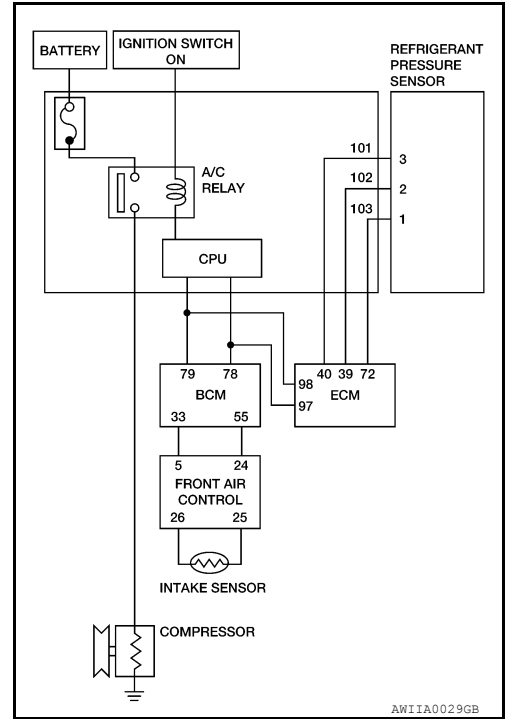 BATTERY
IGNITION SWITCH
ON
REFRIGERANT
PRESSURE
SENSOR
101
3
102
2
103
1
A/C
RELAY
CPU
79 78
BCM
33 55
40 39 72
98
ECM
97
5 24
FRONT AIR
CONTROL
26 25
INTAKE SENSOR
COMPRESSOR
AWIIA0029GB